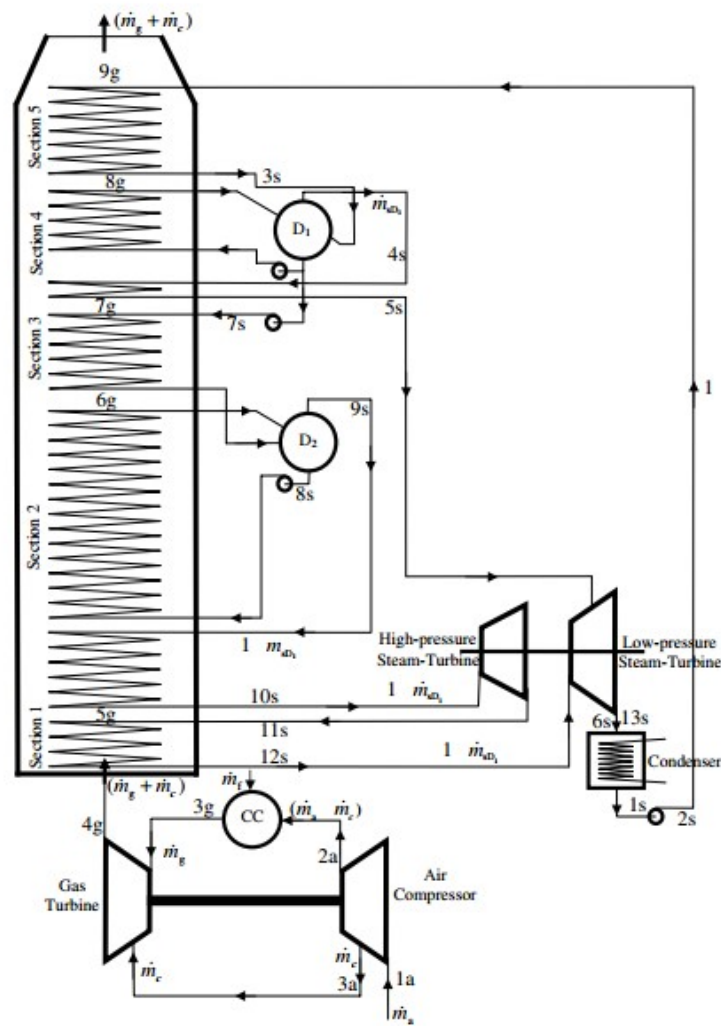 (ṁg + ṁc)
9g
Section 5
3s
8g
D1
ṁsD1
Section 4
4s
7g
5s
7s
Section 3
1
6g
9s
D2
8s
Section 2
High-pressure
Steam-Turbine
Low-pressure
Steam-Turbine
1 msD1
10s
1 ṁsD1
5g
11s
Section 1
12s
1 ṁsD1
6s
13s
Condenser
(ṁg + ṁc)
ṁf
1s
2s
4g
3g
CC
(ṁa ṁc)
ṁg
2a
Gas
Turbine
Air
Compressor
ṁc
ṁc
3a
1a
ṁa